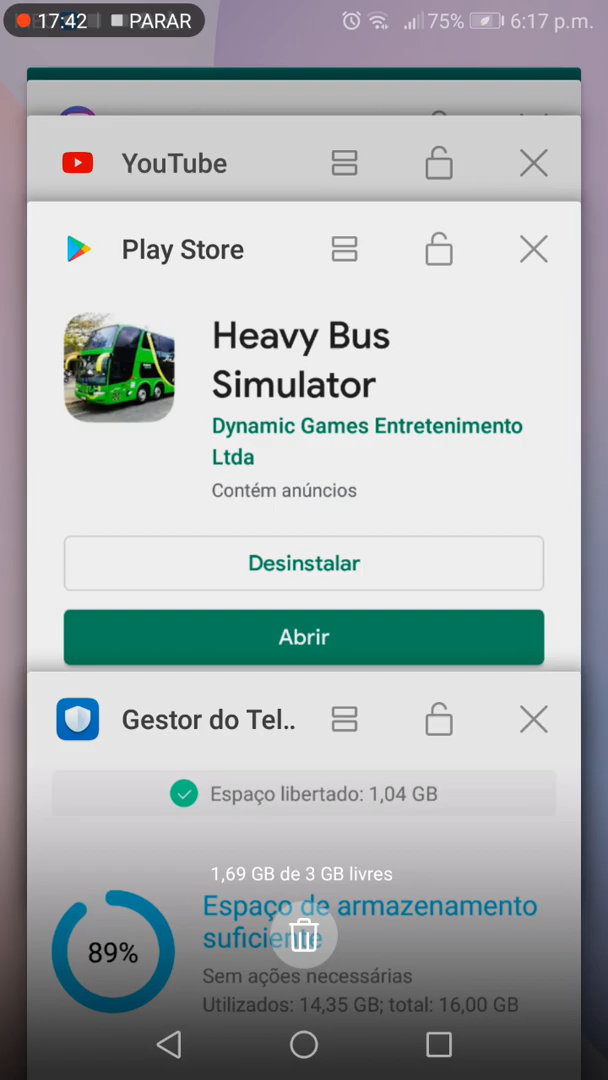 17:42 PARAR 75% 6:17 p.m.
YouTube
Play Store
Heavy Bus
Simulator
Dynamic Games Entretenimento
Ltda
Contém anúncios
Desinstalar
Abrir
Gestor do Tel..
Espaço libertado: 1,04 GB
1,69 GB de 3 GB livres
Espaço de armazenamento
suficiente
89%
Sem ações necessárias
Utilizados: 14,35 GB; total: 16,00 GB